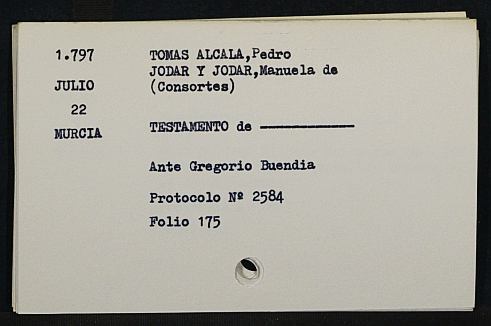 1.797 TOMAS ALCALA,Pedro
JODAR Y JODAR,Manuela de
JULIO (Consortes)
22
MURCIA TESTAMENTO de ——————
Ante Gregorio Buendia
Protocolo Nº 2584
Folio 175